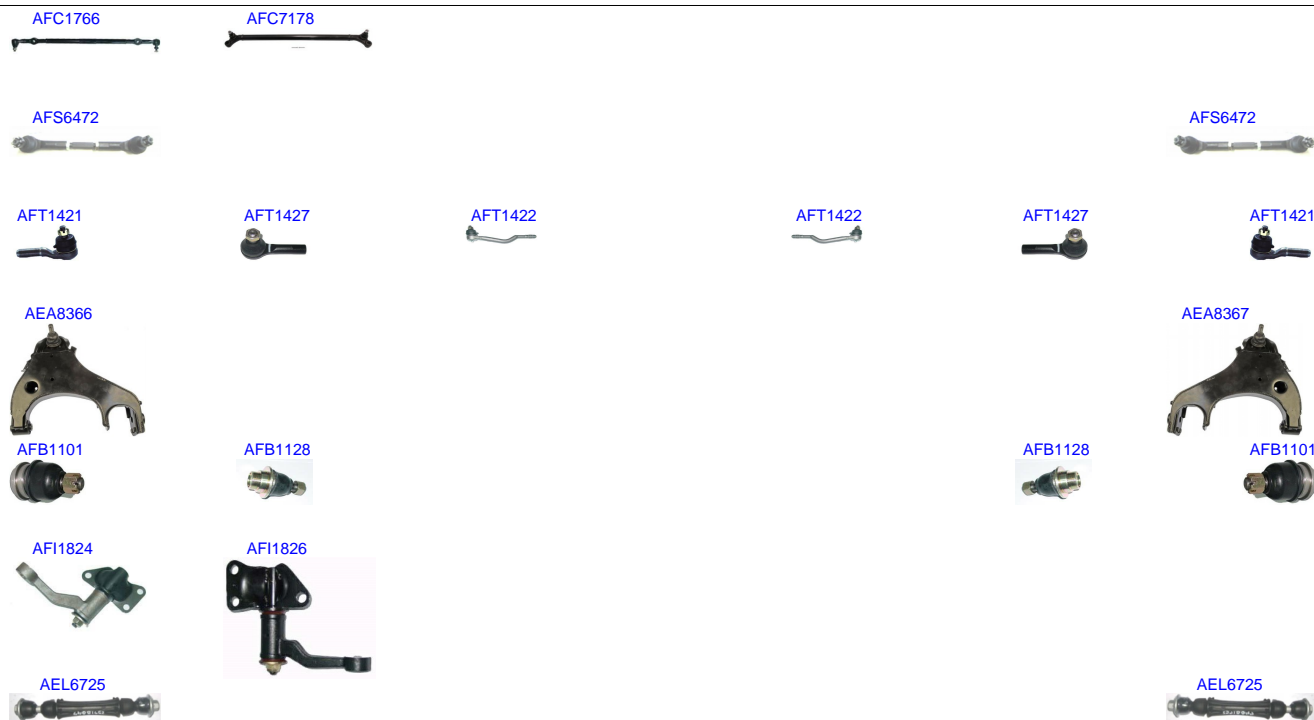 AFC1766 AFC7178
AFS6472 AFS6472
AFT1421 AFT1427 AFT1422 AFT1422 AFT1427 AFT1421
AEA8366 AEA8367
AFB1101 AFB1128 AFB1128 AFB1101
AFI1824 AFI1826
AEL6725 AEL6725